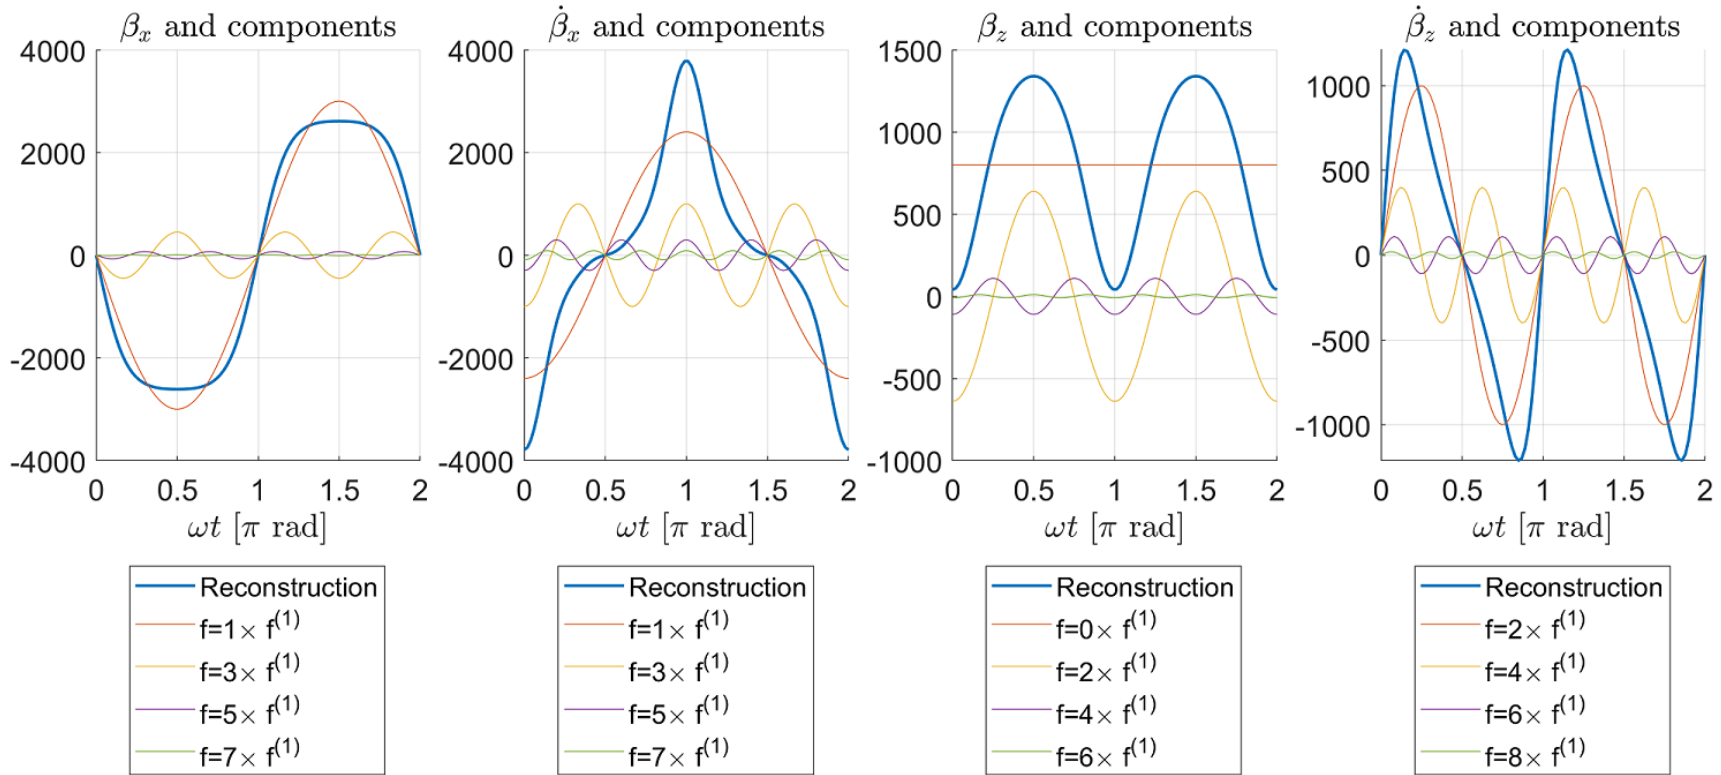 βₓ and components
4000
2000
0
-2000
-4000
0 0.5 1 1.5 2
ωt [π rad]
Reconstruction
f=1× f⁽¹⁾
f=3× f⁽¹⁾
f=5× f⁽¹⁾
f=7× f⁽¹⁾
β̇ₓ and components
4000
2000
0
-2000
-4000
0 0.5 1 1.5 2
ωt [π rad]
Reconstruction
f=1× f⁽¹⁾
f=3× f⁽¹⁾
f=5× f⁽¹⁾
f=7× f⁽¹⁾
β_z and components
1500
1000
500
0
-500
-1000
0 0.5 1 1.5 2
ωt [π rad]
Reconstruction
f=0× f⁽¹⁾
f=2× f⁽¹⁾
f=4× f⁽¹⁾
f=6× f⁽¹⁾
β̇_z and components
1000
500
0
-500
-1000
0 0.5 1 1.5 2
ωt [π rad]
Reconstruction
f=2× f⁽¹⁾
f=4× f⁽¹⁾
f=6× f⁽¹⁾
f=8× f⁽¹⁾